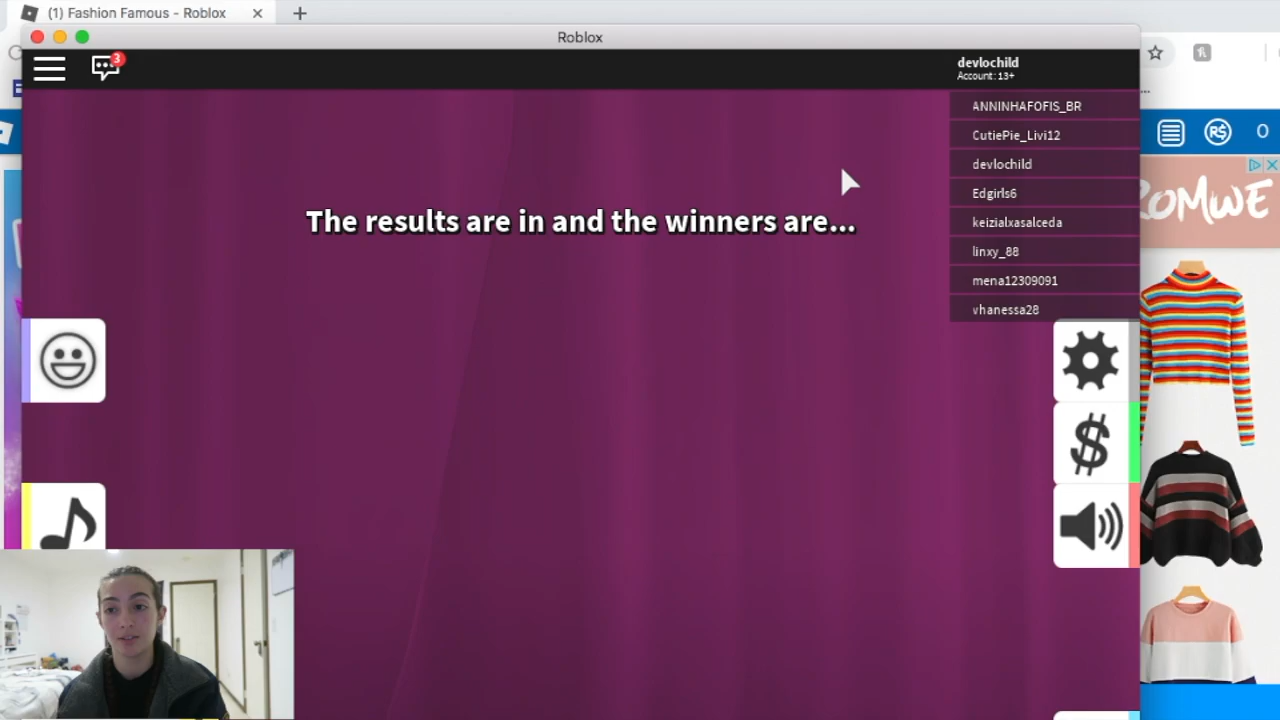 (1) Fashion Famous - Roblox
Roblox
3
devlochild
Account: 13+
ANNINHAFOFIS_BR
CutiePie_Livi12
devlochild
Edgirls6
keizialxasalceda
linxy_88
mena12309091
vhanessa28
The results are in and the winners are...
R$
0
ROMWE